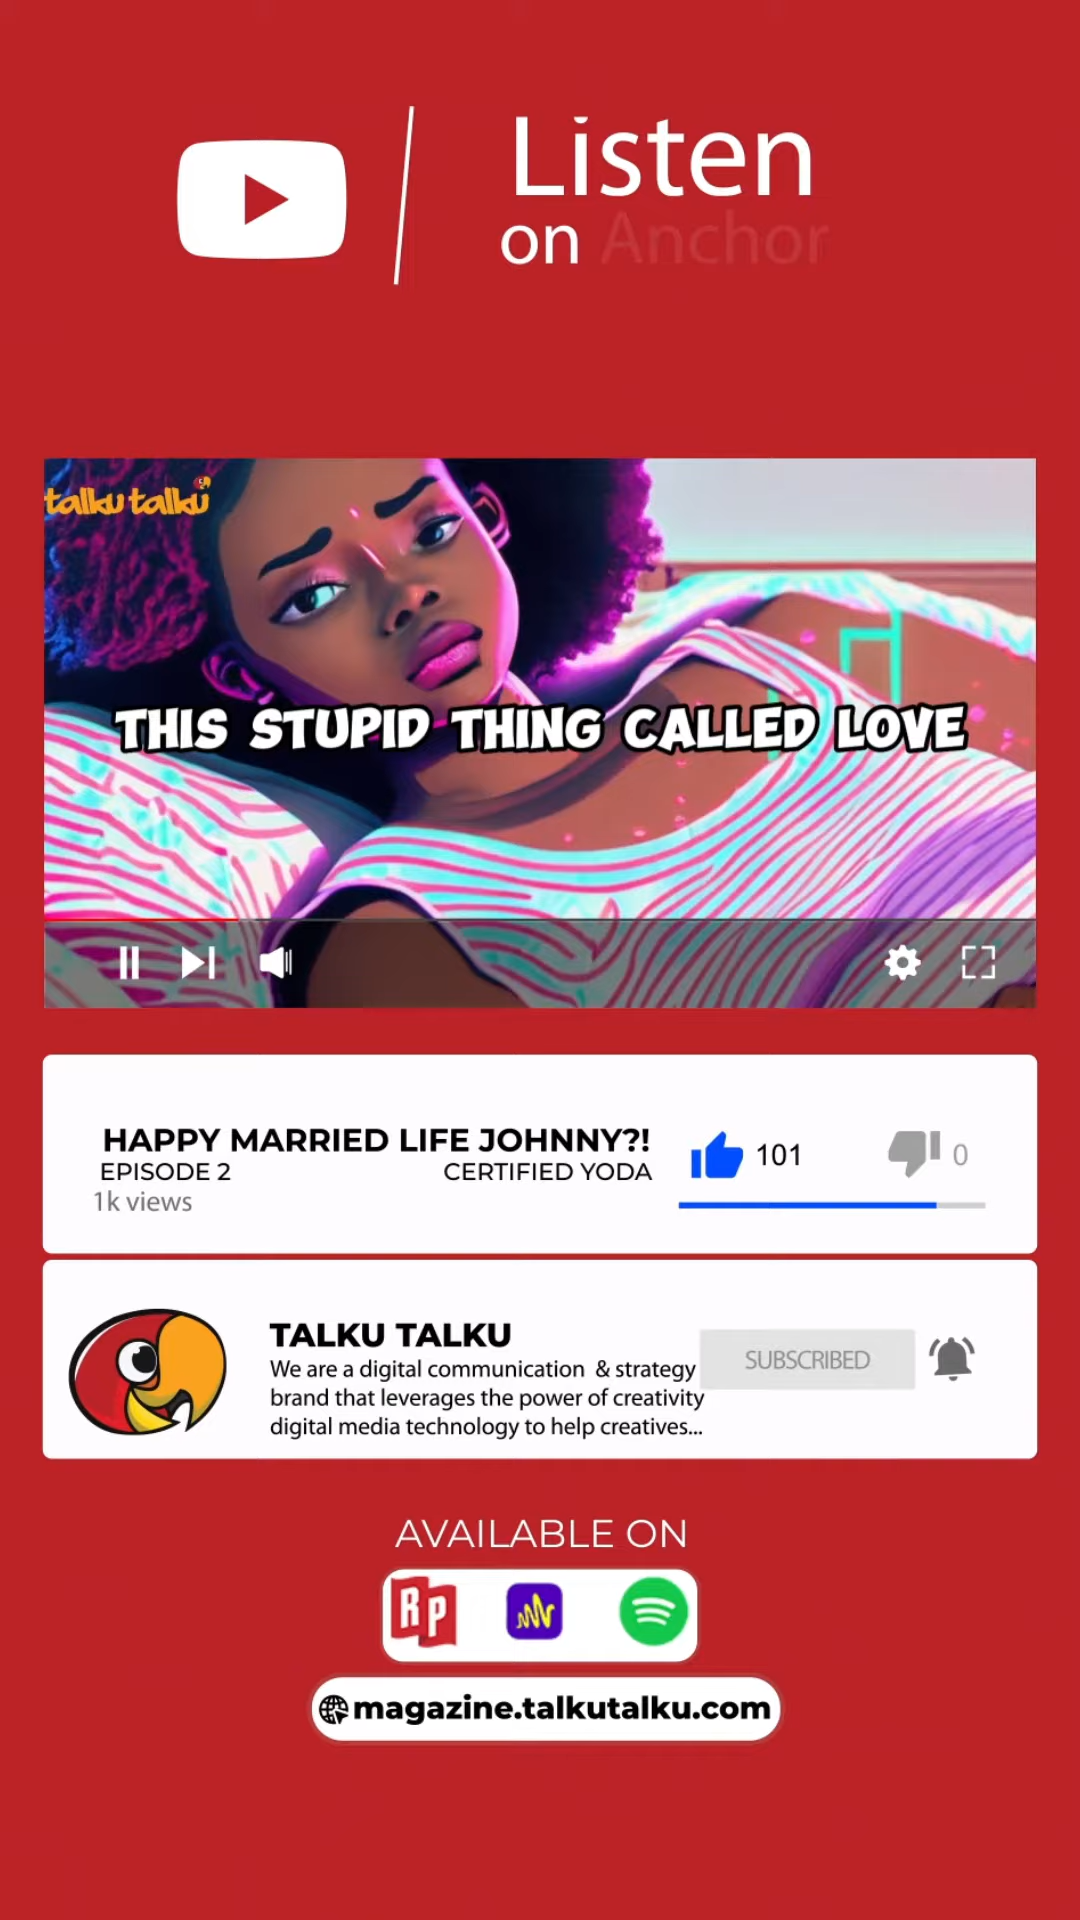 Listen
on Anchor
talku talku
THIS STUPID THING CALLED LOVE
HAPPY MARRIED LIFE JOHNNY?!
EPISODE 2 CERTIFIED YODA
1k views
101
0
TALKU TALKU
We are a digital communication & strategy
brand that leverages the power of creativity
digital media technology to help creatives...
SUBSCRIBED
AVAILABLE ON
RP
magazine.talkutalku.com